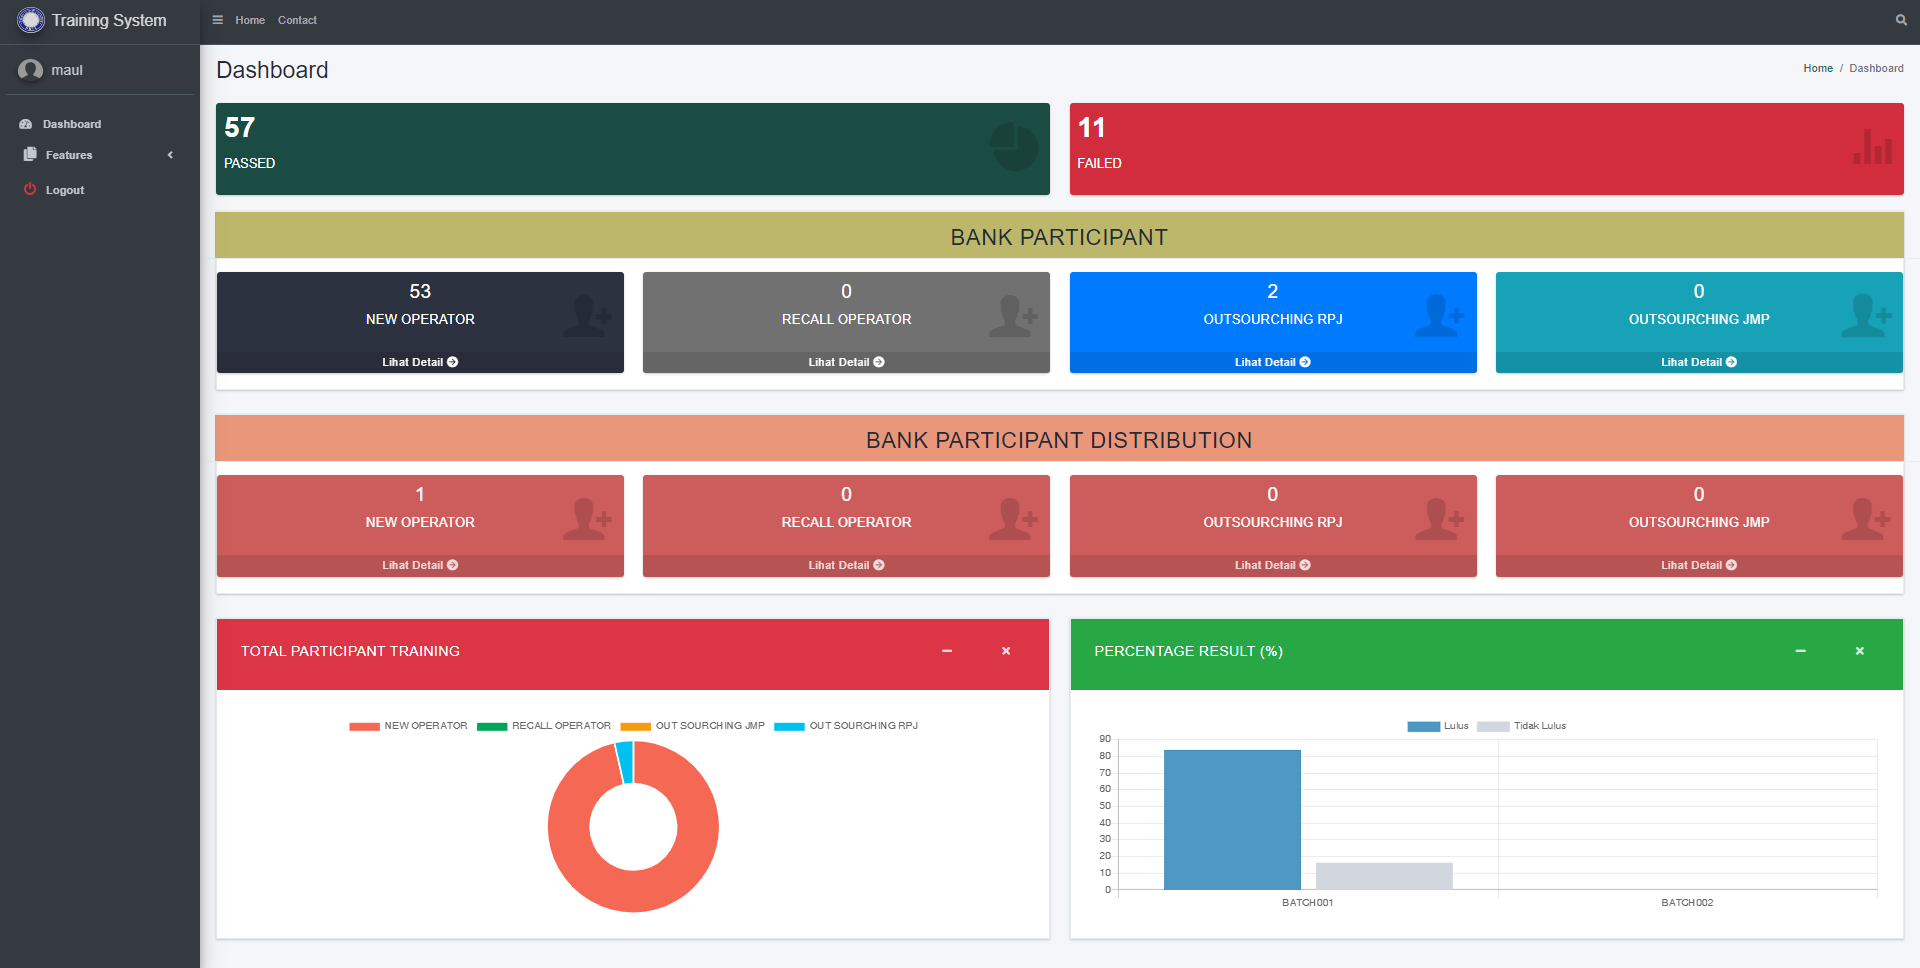 Training System
Home Contact
maul
Dashboard
Features
Logout
Dashboard
Home / Dashboard
57
PASSED
11
FAILED
BANK PARTICIPANT
53
NEW OPERATOR
Lihat Detail
0
RECALL OPERATOR
Lihat Detail
2
OUTSOURCHING RPJ
Lihat Detail
0
OUTSOURCHING JMP
Lihat Detail
BANK PARTICIPANT DISTRIBUTION
1
NEW OPERATOR
Lihat Detail
0
RECALL OPERATOR
Lihat Detail
0
OUTSOURCHING RPJ
Lihat Detail
0
OUTSOURCHING JMP
Lihat Detail
TOTAL PARTICIPANT TRAINING
NEW OPERATOR RECALL OPERATOR OUT SOURCHING JMP OUT SOURCHING RPJ
PERCENTAGE RESULT (%)
Lulus Tidak Lulus
90
80
70
60
50
40
30
20
10
0
BATCH001 BATCH002